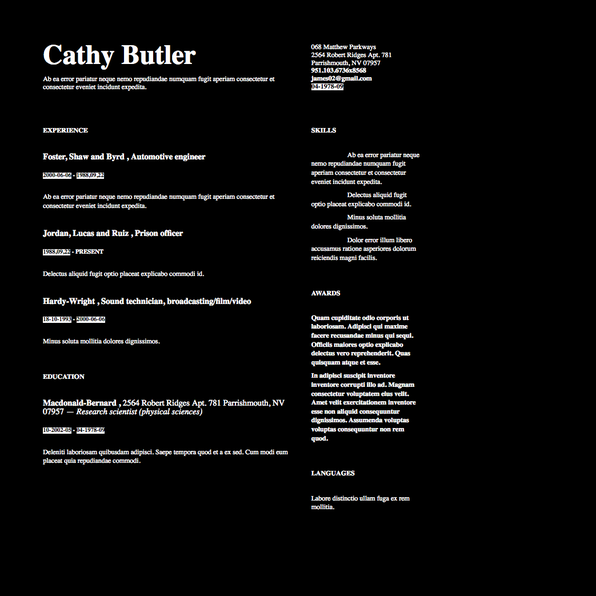 Cathy Butler
Ab ea error pariatur neque nemo repudiandae numquam fugit aperiam consectetur et
consectetur eveniet incidunt expedita.
068 Matthew Parkways
2564 Robert Ridges Apt. 781
Parrishmouth, NV 07957
951.103.6736x8568
james02@gmail.com
04-1978-09
EXPERIENCE
Foster, Shaw and Byrd , Automotive engineer
2000-06-06 - 1988.09.22
Ab ea error pariatur neque nemo repudiandae numquam fugit aperiam consectetur et
consectetur eveniet incidunt expedita.
Jordan, Lucas and Ruiz , Prison officer
1988.09.22 - PRESENT
Delectus aliquid fugit optio placeat explicabo commodi id.
Hardy-Wright , Sound technician, broadcasting/film/video
18-10-1992 - 2000-06-06
Minus soluta mollitia dolores dignissimos.
EDUCATION
Macdonald-Bernard , 2564 Robert Ridges Apt. 781 Parrishmouth, NV
07957 — Research scientist (physical sciences)
10-2002-05 - 04-1978-09
Deleniti laboriosam quibusdam adipisci. Saepe tempora quod et a ex sed. Cum modi eum
placeat quia repudiandae commodi.
SKILLS
Ab ea error pariatur neque
nemo repudiandae numquam fugit
aperiam consectetur et consectetur
eveniet incidunt expedita.
Delectus aliquid fugit
optio placeat explicabo commodi id.
Minus soluta mollitia
dolores dignissimos.
Dolor error illum libero
accusamus ratione asperiores dolorum
reiciendis magni facilis.
AWARDS
Quam cupiditate odio corporis ut
laboriosam. Adipisci qui maxime
facere recusandae minus qui sequi.
Officiis maiores optio explicabo
delectus vero reprehenderit. Quas
quisquam atque et esse.
In adipisci suscipit inventore
inventore corrupti illo ad. Magnam
consectetur voluptatem eius velit.
Amet velit exercitationem inventore
esse non aliquid consequuntur
dignissimos. Assumenda voluptas
voluptas consequuntur non rem
quod.
LANGUAGES
Labore distinctio ullam fuga ex rem
mollitia.